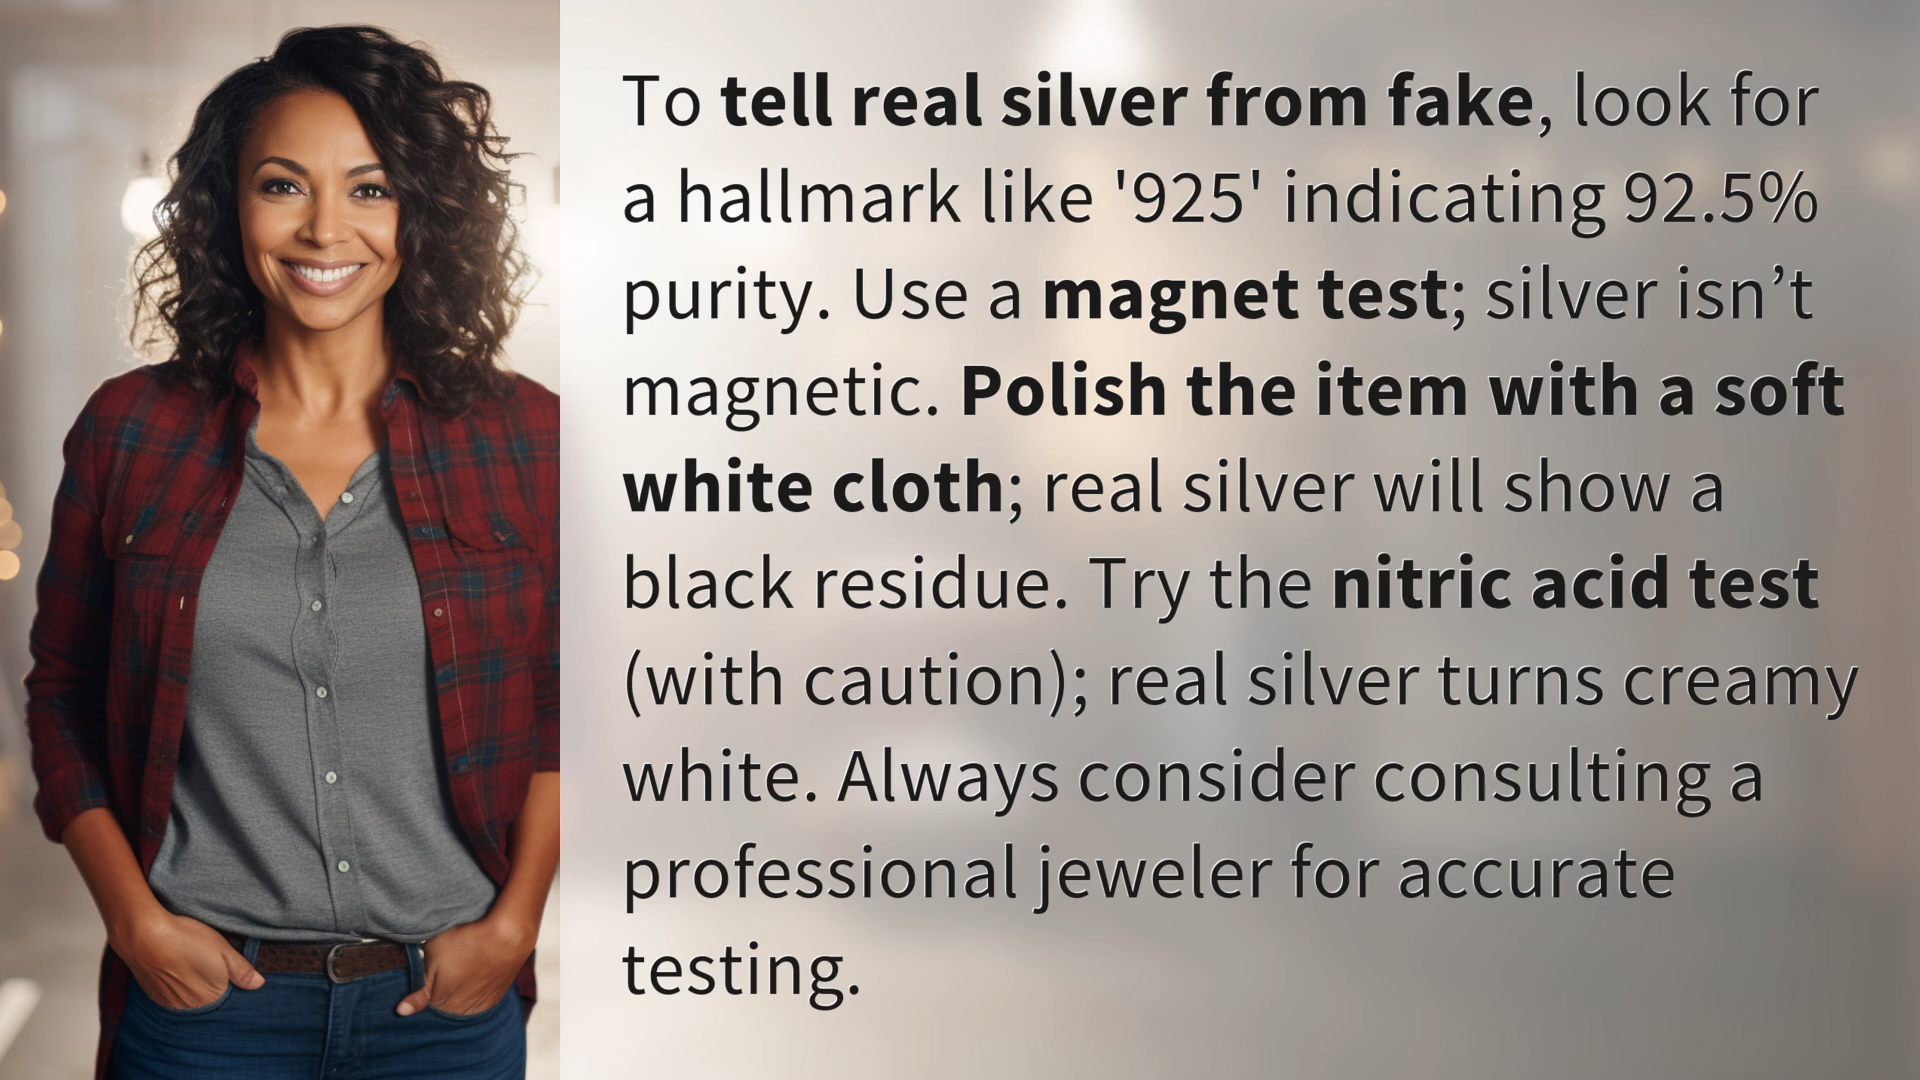 To tell real silver from fake, look for
a hallmark like '925' indicating 92.5%
purity. Use a magnet test; silver isn’t
magnetic. Polish the item with a soft
white cloth; real silver will show a
black residue. Try the nitric acid test
(with caution); real silver turns creamy
white. Always consider consulting a
professional jeweler for accurate
testing.